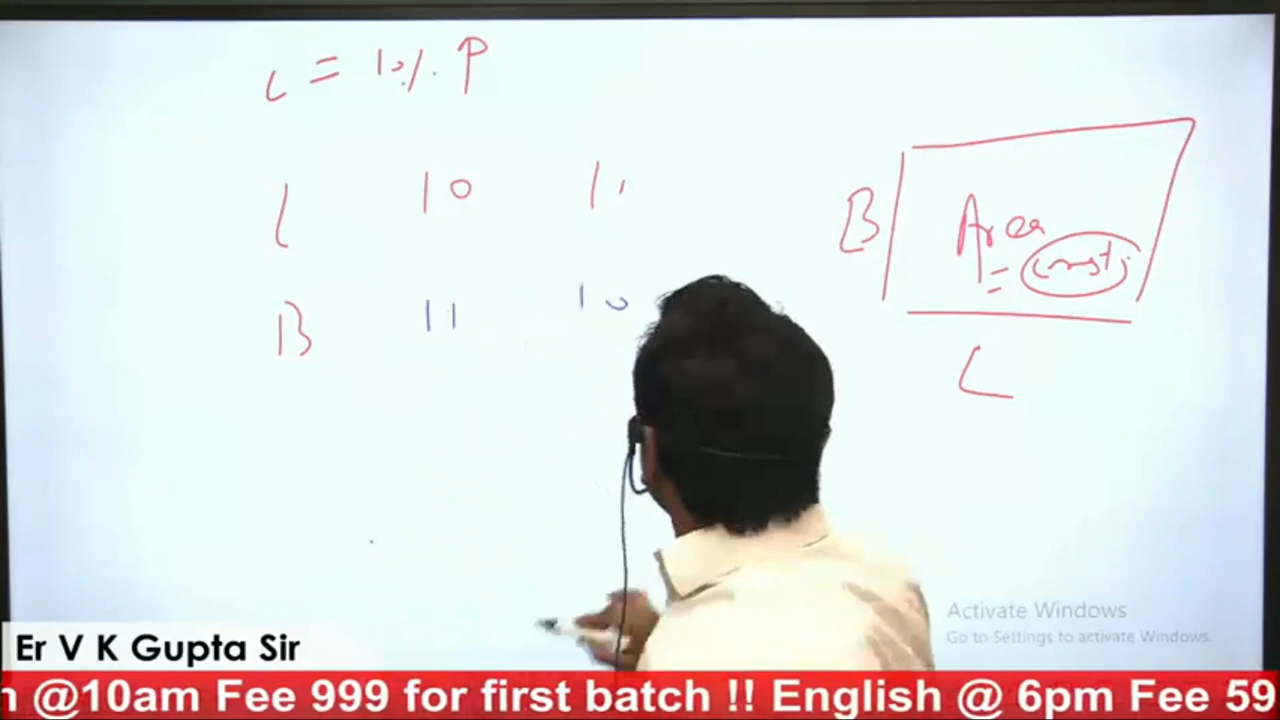 L = 10% P
L 10 11
B 11 10
B
Area
= const.
L
Activate Windows
Go to Settings to activate Windows.
Er V K Gupta Sir
@10am Fee 999 for first batch !! English @ 6pm Fee 59